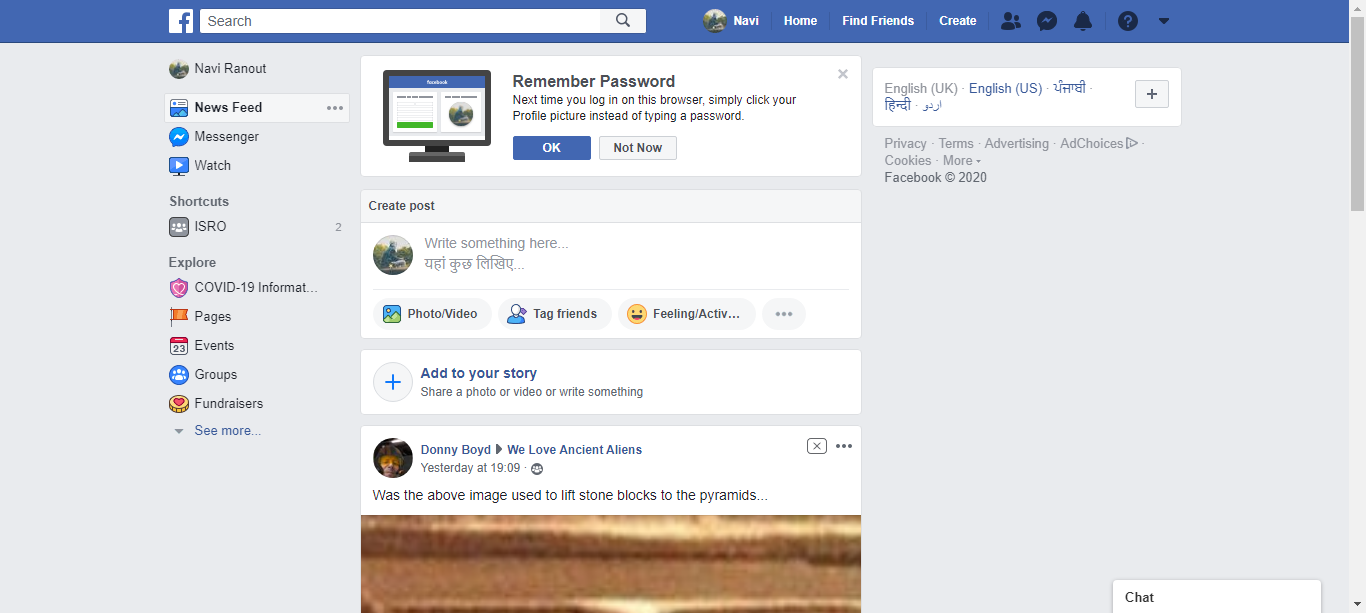 Search
Navi
Home
Find Friends
Create
Navi Ranout
News Feed
Messenger
Watch
Shortcuts
ISRO
2
Explore
COVID-19 Informat...
Pages
23
Events
Groups
Fundraisers
See more...
facebook
Remember Password
Next time you log in on this browser, simply click your
Profile picture instead of typing a password.
OK
Not Now
Create post
Write something here...
यहां कुछ लिखिए...
Photo/Video
Tag friends
Feeling/Activ...
Add to your story
Share a photo or video or write something
Donny Boyd
We Love Ancient Aliens
Yesterday at 19:09 ·
Was the above image used to lift stone blocks to the pyramids...
English (UK) · English (US) · ਪੰਜਾਬੀ ·
हिन्दी · اردو
Privacy · Terms · Advertising · AdChoices ·
Cookies · More
Facebook © 2020
Chat